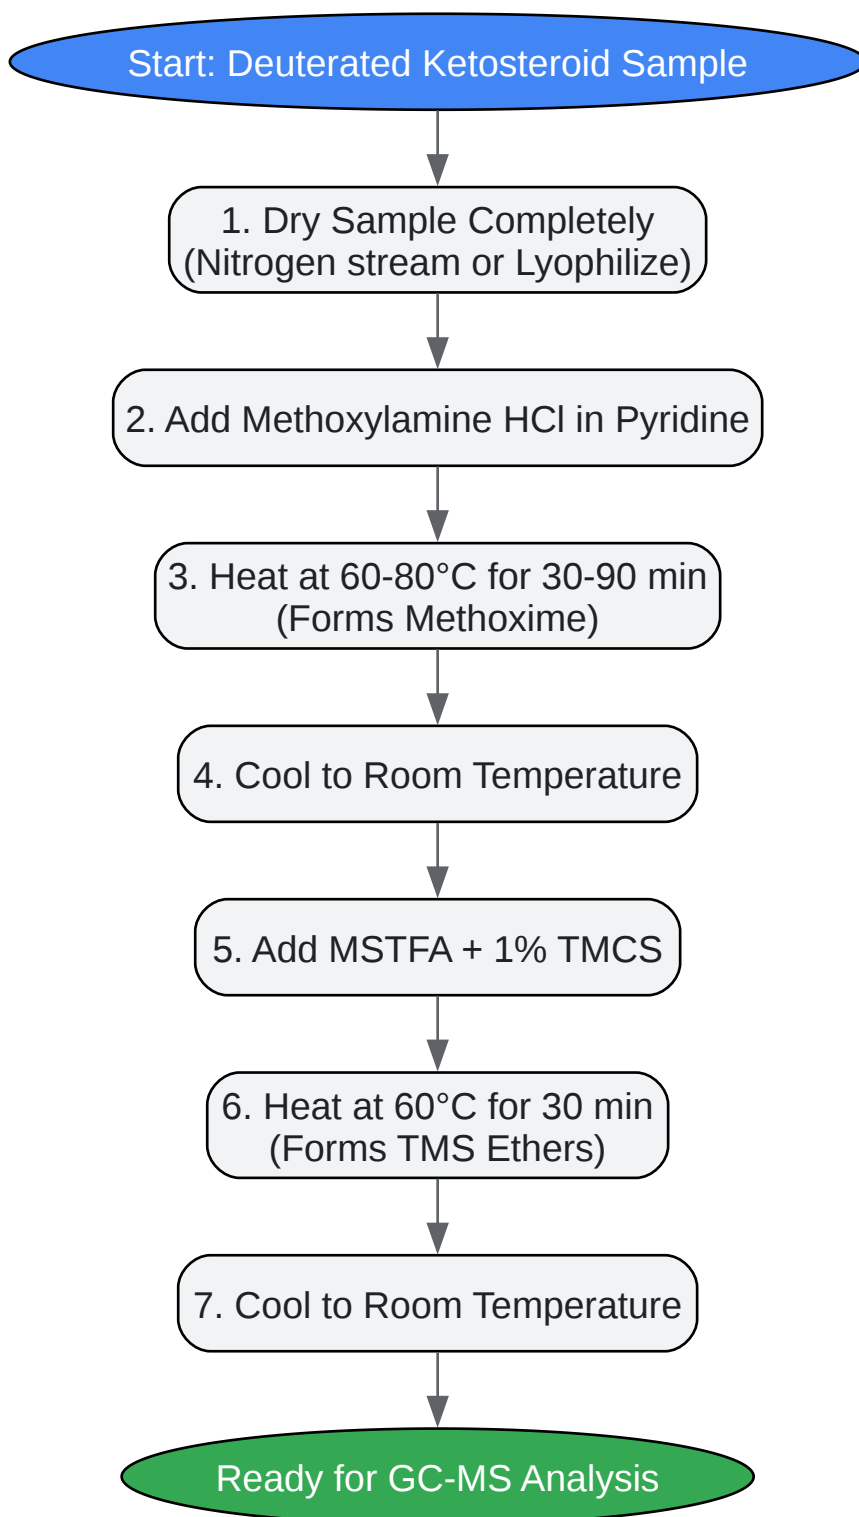 Start: Deuterated Ketosteroid Sample
1. Dry Sample Completely
(Nitrogen stream or Lyophilize)
2. Add Methoxylamine HCl in Pyridine
3. Heat at 60-80°C for 30-90 min
(Forms Methoxime)
4. Cool to Room Temperature
5. Add MSTFA + 1% TMCS
6. Heat at 60°C for 30 min
(Forms TMS Ethers)
7. Cool to Room Temperature
Ready for GC-MS Analysis